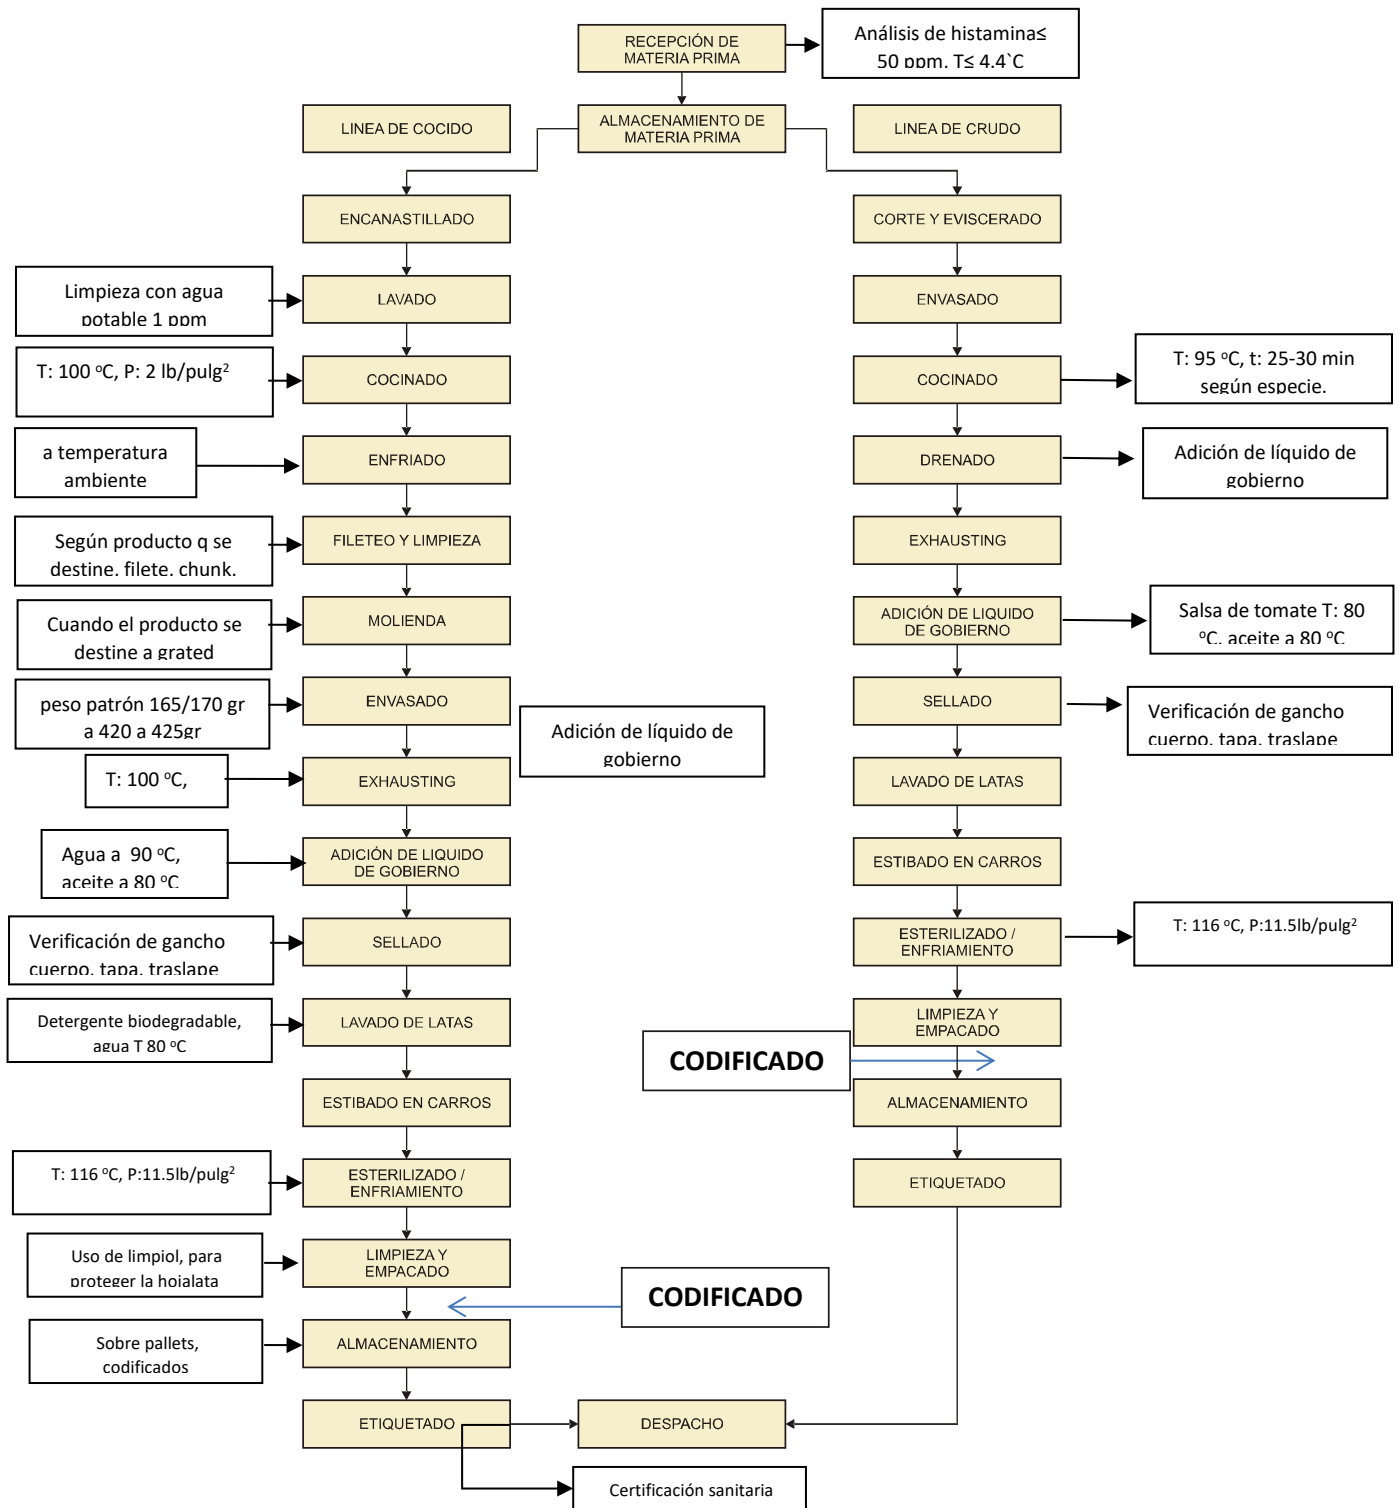 RECEPCIÓN DE
MATERIA PRIMA
Análisis de histamina≤
50 ppm. T≤ 4.4`C
LINEA DE COCIDO
ALMACENAMIENTO DE
MATERIA PRIMA
LINEA DE CRUDO
ENCANASTILLADO
CORTE Y EVISCERADO
Limpieza con agua
potable 1 ppm
LAVADO
ENVASADO
T: 100 ºC, P: 2 lb/pulg²
COCINADO
COCINADO
T: 95 ºC, t: 25-30 min
según especie.
a temperatura
ambiente
ENFRIADO
DRENADO
Adición de líquido de
gobierno
Según producto q se
destine. filete. chunk.
FILETEO Y LIMPIEZA
EXHAUSTING
Cuando el producto se
destine a grated
MOLIENDA
ADICIÓN DE LIQUIDO
DE GOBIERNO
Salsa de tomate T: 80
ºC. aceite a 80 ºC
peso patrón 165/170 gr
a 420 a 425gr
ENVASADO
Adición de líquido de
gobierno
SELLADO
Verificación de gancho
cuerpo. tapa. traslape
T: 100 ºC,
EXHAUSTING
LAVADO DE LATAS
Agua a 90 ºC,
aceite a 80 ºC
ADICIÓN DE LIQUIDO
DE GOBIERNO
ESTIBADO EN CARROS
Verificación de gancho
cuerpo. tapa. traslape
SELLADO
ESTERILIZADO /
ENFRIAMIENTO
T: 116 ºC, P:11.5lb/pulg²
Detergente biodegradable,
agua T 80 ºC
LAVADO DE LATAS
LIMPIEZA Y
EMPACADO
CODIFICADO
ESTIBADO EN CARROS
ALMACENAMIENTO
T: 116 ºC, P:11.5lb/pulg²
ESTERILIZADO /
ENFRIAMIENTO
ETIQUETADO
Uso de limpiol, para
proteger la hojalata
LIMPIEZA Y
EMPACADO
CODIFICADO
Sobre pallets,
codificados
ALMACENAMIENTO
ETIQUETADO
DESPACHO
Certificación sanitaria